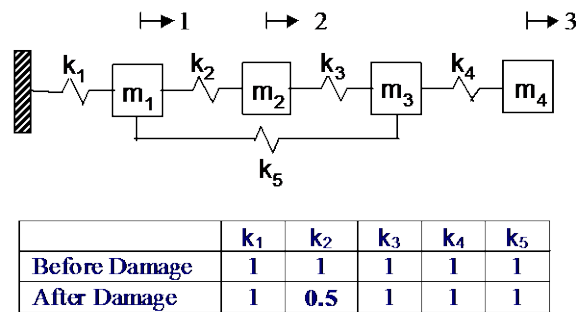 1 2 3
k1 k2 k3 k4
m1 m2 m3 m4
k5
k1 k2 k3 k4 k5
Before Damage 1 1 1 1 1
After Damage 1 0.5 1 1 1